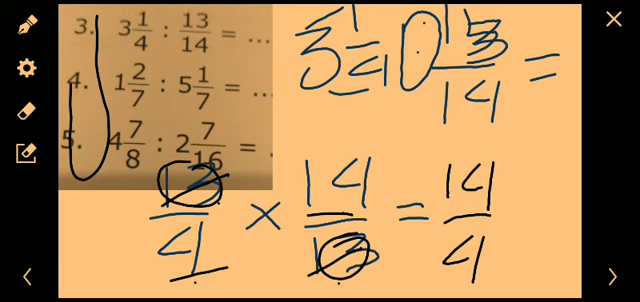 3. 3 1/4 : 13/14 = ...
4. 1 2/7 : 5 1/7 = ...
5. 4 7/8 : 2 7/16 = .
3 1/4 : 13/14 =
13/4 × 14/13 = 14/4